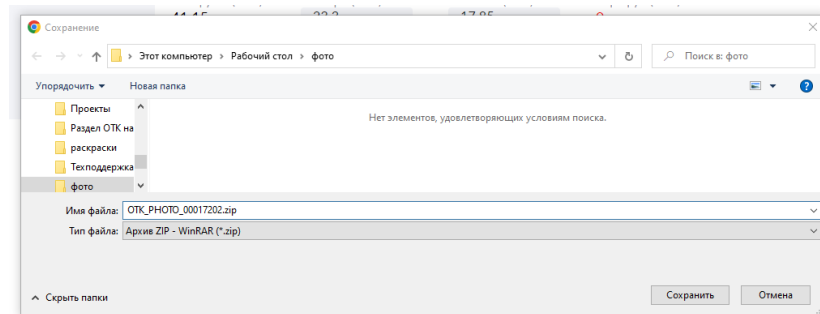 Сохранение
Этот компьютер › Рабочий стол › фото
Поиск в: фото
Упорядочить Новая папка
Проекты
Раздел ОТК на
раскраски
Техподдержка
фото
Нет элементов, удовлетворяющих условиям поиска.
Имя файла: OTK_PHOTO_00017202.zip
Тип файла: Архив ZIP - WinRAR (*.zip)
Скрыть папки
Сохранить Отмена